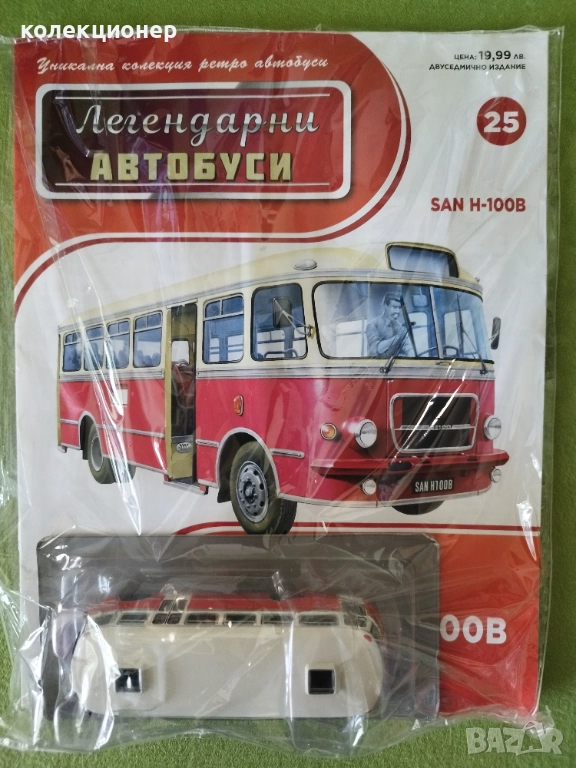 колекционер
Уникална колекция ретро автобуси
ЦЕНА: 19,99 ЛВ.
ДВУСЕДМИЧНО ИЗДАНИЕ
Легендарни
АВТОБУСИ
25
SAN H-100B
SAN H100B
00B
BAZAR